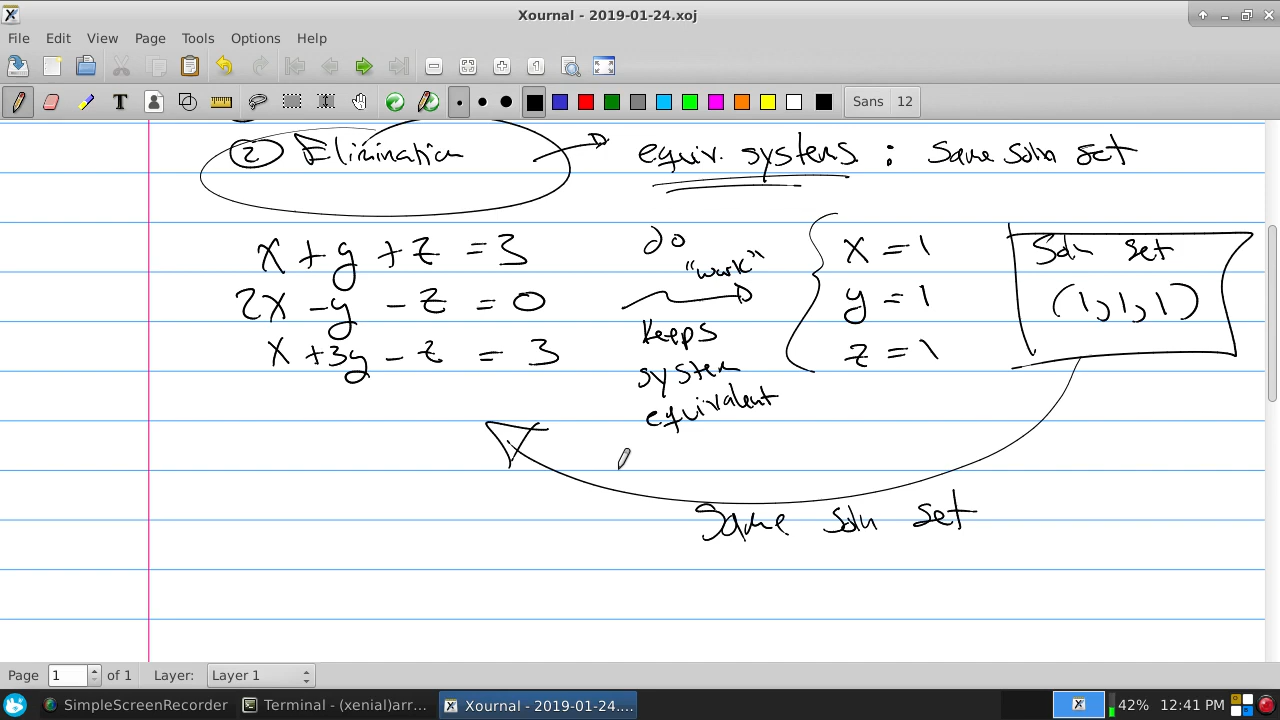 Xournal - 2019-01-24.xoj
File Edit View Page Tools Options Help
Sans 12
2 Elimination → equiv. systems : Same Soln set
x + y + z = 3
2x - y - z = 0
x + 3y - z = 3
do
"work"
keeps
system
equivalent
x = 1
y = 1
z = 1
Soln set
(1, 1, 1)
Same Soln set
Page 1 of 1 Layer: Layer 1
SimpleScreenRecorder Terminal - (xenial)arr... Xournal - 2019-01-24.... 42% 12:41 PM